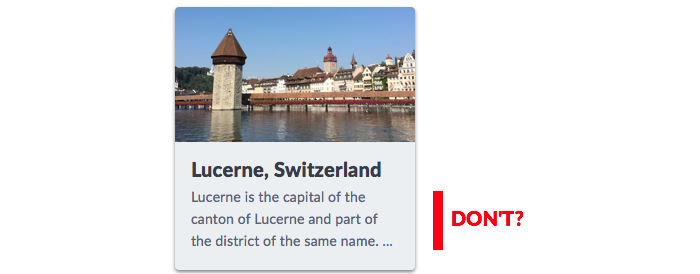 Lucerne, Switzerland
Lucerne is the capital of the
canton of Lucerne and part of
the district of the same name. ...
DON'T?